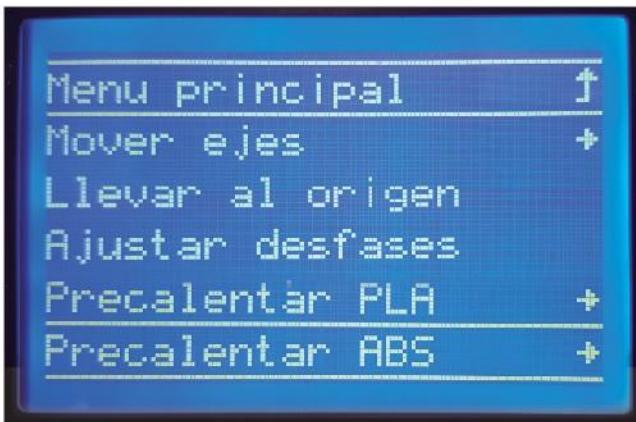 Menu principal
Mover ejes
Llevar al origen
Ajustar desfases
Precalentar PLA
Precalentar ABS